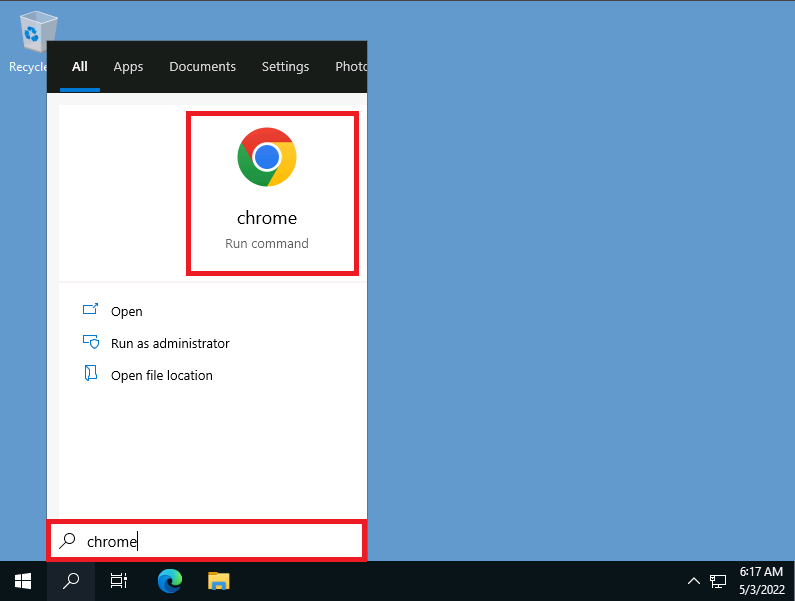 Recycle
All Apps Documents Settings Photo
chrome
Run command
Open
Run as administrator
Open file location
chrome
6:17 AM
5/3/2022